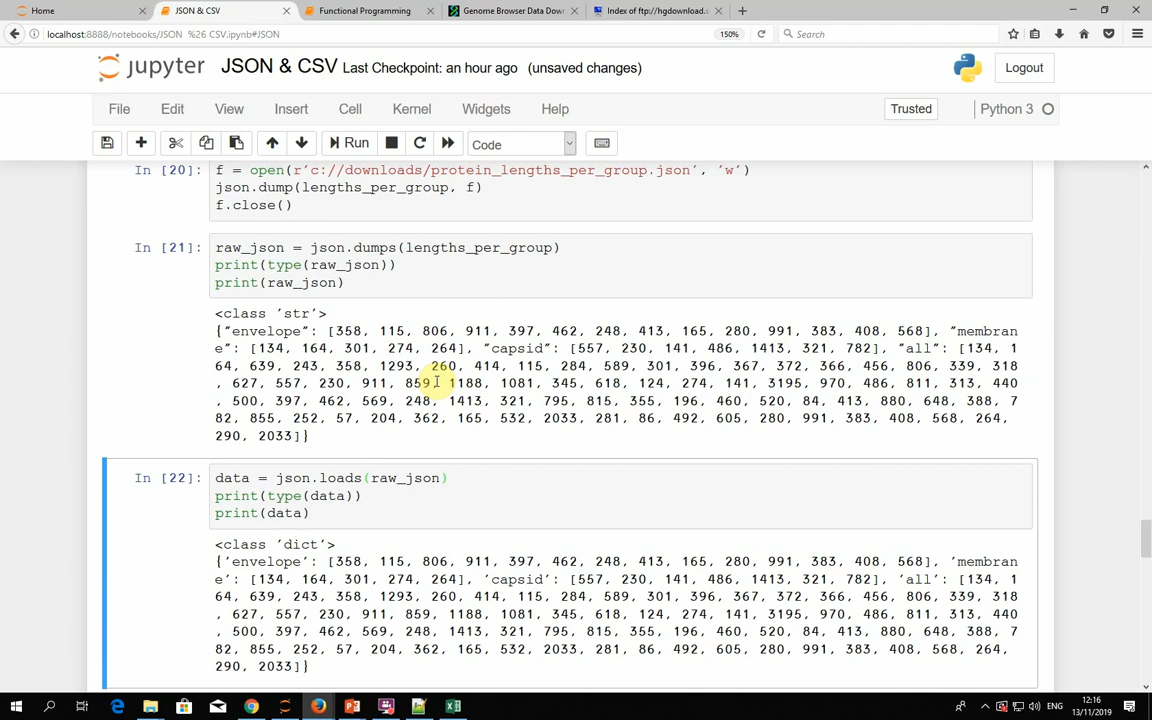 Home
JSON & CSV
Functional Programming
Genome Browser Data Dow
Index of ftp://hgdownload.s
localhost:8888/notebooks/JSON %26 CSV.ipynb#JSON
150%
Search
jupyter JSON & CSV Last Checkpoint: an hour ago (unsaved changes)
Logout
File Edit View Insert Cell Kernel Widgets Help
Trusted
Python 3
Run
Code
In [20]: f = open(r'c://downloads/protein_lengths_per_group.json', 'w')
json.dump(lengths_per_group, f)
f.close()
In [21]: raw_json = json.dumps(lengths_per_group)
print(type(raw_json))
print(raw_json)
<class 'str'>
{"envelope": [358, 115, 806, 911, 397, 462, 248, 413, 165, 280, 991, 383, 408, 568], "membran
e": [134, 164, 301, 274, 264], "capsid": [557, 230, 141, 486, 1413, 321, 782], "all": [134, 1
64, 639, 243, 358, 1293, 260, 414, 115, 284, 589, 301, 396, 367, 372, 366, 456, 806, 339, 318
, 627, 557, 230, 911, 859, 1188, 1081, 345, 618, 124, 274, 141, 3195, 970, 486, 811, 313, 440
, 500, 397, 462, 569, 248, 1413, 321, 795, 815, 355, 196, 460, 520, 84, 413, 880, 648, 388, 7
82, 855, 252, 57, 204, 362, 165, 532, 2033, 281, 86, 492, 605, 280, 991, 383, 408, 568, 264,
290, 2033]}
In [22]: data = json.loads(raw_json)
print(type(data))
print(data)
<class 'dict'>
{'envelope': [358, 115, 806, 911, 397, 462, 248, 413, 165, 280, 991, 383, 408, 568], 'membran
e': [134, 164, 301, 274, 264], 'capsid': [557, 230, 141, 486, 1413, 321, 782], 'all': [134, 1
64, 639, 243, 358, 1293, 260, 414, 115, 284, 589, 301, 396, 367, 372, 366, 456, 806, 339, 318
, 627, 557, 230, 911, 859, 1188, 1081, 345, 618, 124, 274, 141, 3195, 970, 486, 811, 313, 440
, 500, 397, 462, 569, 248, 1413, 321, 795, 815, 355, 196, 460, 520, 84, 413, 880, 648, 388, 7
82, 855, 252, 57, 204, 362, 165, 532, 2033, 281, 86, 492, 605, 280, 991, 383, 408, 568, 264,
290, 2033]}
ENG
12:16
13/11/2019